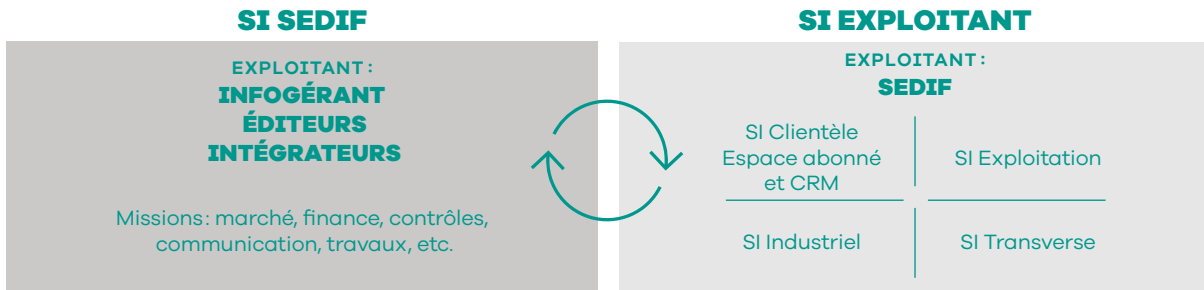 SI SEDIF
EXPLOITANT :
INFOGÉRANT
ÉDITEURS
INTÉGRATEURS
Missions : marché, finance, contrôles,
communication, travaux, etc.
SI EXPLOITANT
EXPLOITANT :
SEDIF
SI Clientèle
Espace abonné
et CRM
SI Exploitation
SI Industriel
SI Transverse